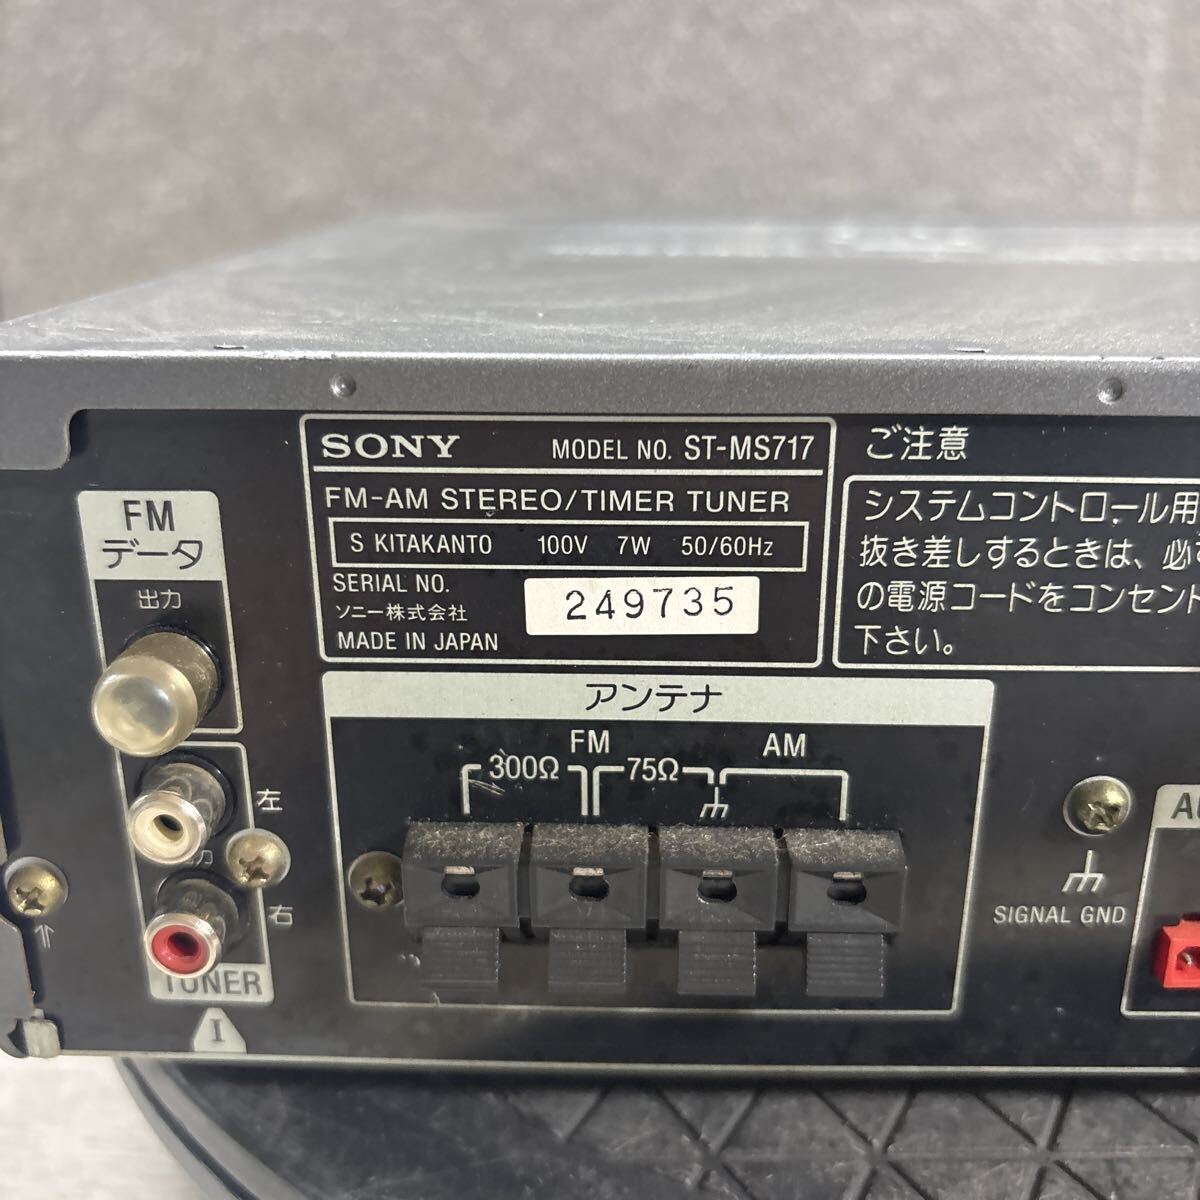 SONY MODEL NO. ST-MS717
FM-AM STEREO/TIMER TUNER
S KITAKANTO 100V 7W 50/60Hz
SERIAL NO. 249735
ソニー株式会社
MADE IN JAPAN
ご注意
システムコントロール用
抜き差しするときは、必ず
の電源コードをコンセント
下さい。
FM
データ
出力
左
力
右
TUNER
I
アンテナ
FM
AM
300Ω
75Ω
SIGNAL GND